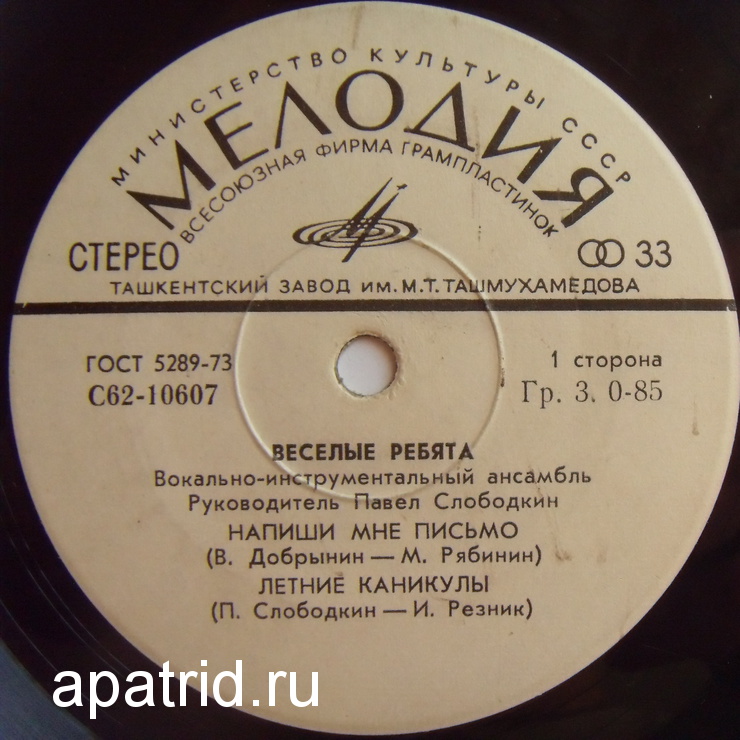 МИНИСТЕРСТВО КУЛЬТУРЫ СССР
МЕЛОДИЯ
ВСЕСОЮЗНАЯ ФИРМА ГРАМПЛАСТИНОК
СТЕРЕО 33
ТАШКЕНТСКИЙ ЗАВОД ИМ. М.Т. ТАШМУХАМЕДОВА
ГОСТ 5289-73 1 сторона
С62-10607 Гр. 3. 0-85
ВЕСЕЛЫЕ РЕБЯТА
Вокально-инструментальный ансамбль
Руководитель Павел Слободкин
НАПИШИ МНЕ ПИСЬМО
(В. Добрынин — М. Рябинин)
ЛЕТНИЕ КАНИКУЛЫ
(П. Слободкин — И. Резник)
apatrid.ru